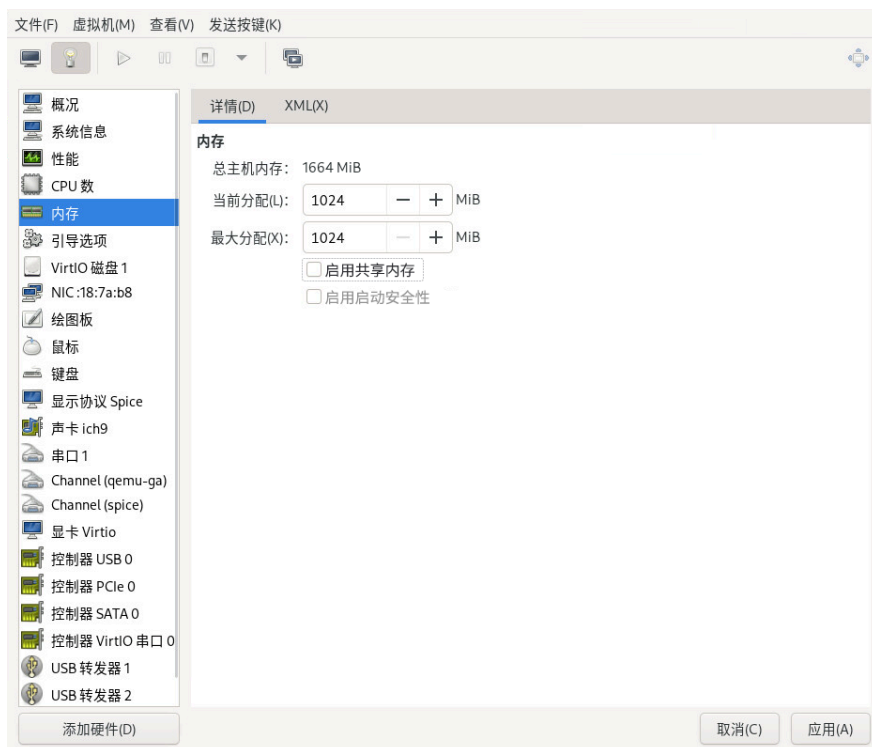 文件(F) 虚拟机(M) 查看(V) 发送按键(K)
概况
系统信息
性能
CPU 数
内存
引导选项
VirtIO 磁盘 1
NIC :18:7a:b8
绘图板
鼠标
键盘
显示协议 Spice
声卡 ich9
串口 1
Channel (qemu-ga)
Channel (spice)
显卡 Virtio
控制器 USB 0
控制器 PCIe 0
控制器 SATA 0
控制器 VirtIO 串口 0
USB 转发器 1
USB 转发器 2
添加硬件(D)
详情(D) XML(X)
内存
总主机内存: 1664 MiB
当前分配(L): 1024 MiB
最大分配(X): 1024 MiB
启用共享内存
启用启动安全性
取消(C) 应用(A)